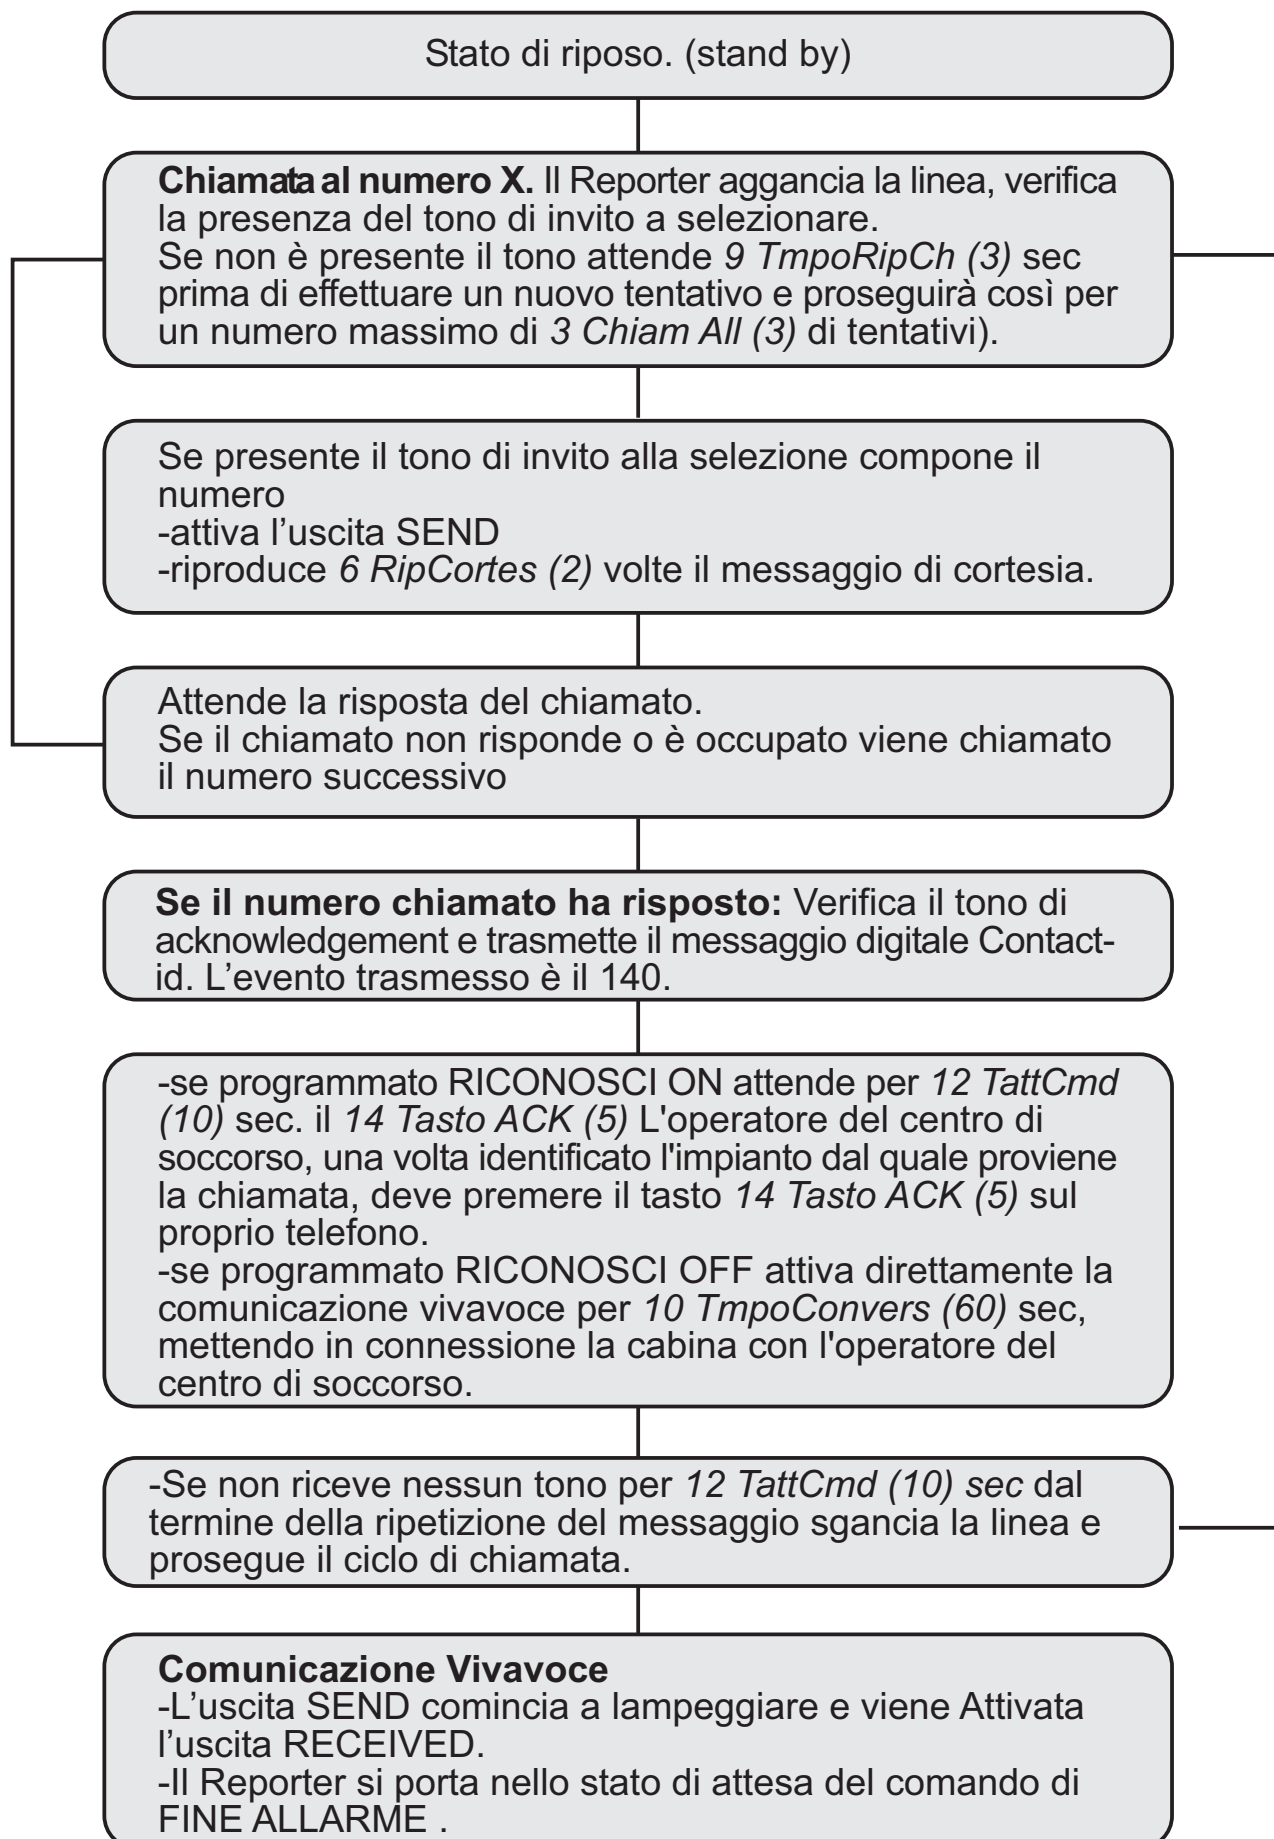 Stato di riposo. (stand by)
Chiamata al numero X. Il Reporter aggancia la linea, verifica
la presenza del tono di invito a selezionare.
Se non è presente il tono attende 9 TmpoRipCh (3) sec
prima di effettuare un nuovo tentativo e proseguirà così per
un numero massimo di 3 Chiam All (3) di tentativi).
Se presente il tono di invito alla selezione compone il
numero
-attiva l’uscita SEND
-riproduce 6 RipCortes (2) volte il messaggio di cortesia.
Attende la risposta del chiamato.
Se il chiamato non risponde o è occupato viene chiamato
il numero successivo
Se il numero chiamato ha risposto: Verifica il tono di
acknowledgement e trasmette il messaggio digitale Contact-
id. L’evento trasmesso è il 140.
-se programmato RICONOSCI ON attende per 12 TattCmd
(10) sec. il 14 Tasto ACK (5) L'operatore del centro di
soccorso, una volta identificato l'impianto dal quale proviene
la chiamata, deve premere il tasto 14 Tasto ACK (5) sul
proprio telefono.
-se programmato RICONOSCI OFF attiva direttamente la
comunicazione vivavoce per 10 TmpoConvers (60) sec,
mettendo in connessione la cabina con l'operatore del
centro di soccorso.
-Se non riceve nessun tono per 12 TattCmd (10) sec dal
termine della ripetizione del messaggio sgancia la linea e
prosegue il ciclo di chiamata.
Comunicazione Vivavoce
-L’uscita SEND comincia a lampeggiare e viene Attivata
l’uscita RECEIVED.
-Il Reporter si porta nello stato di attesa del comando di
FINE ALLARME .